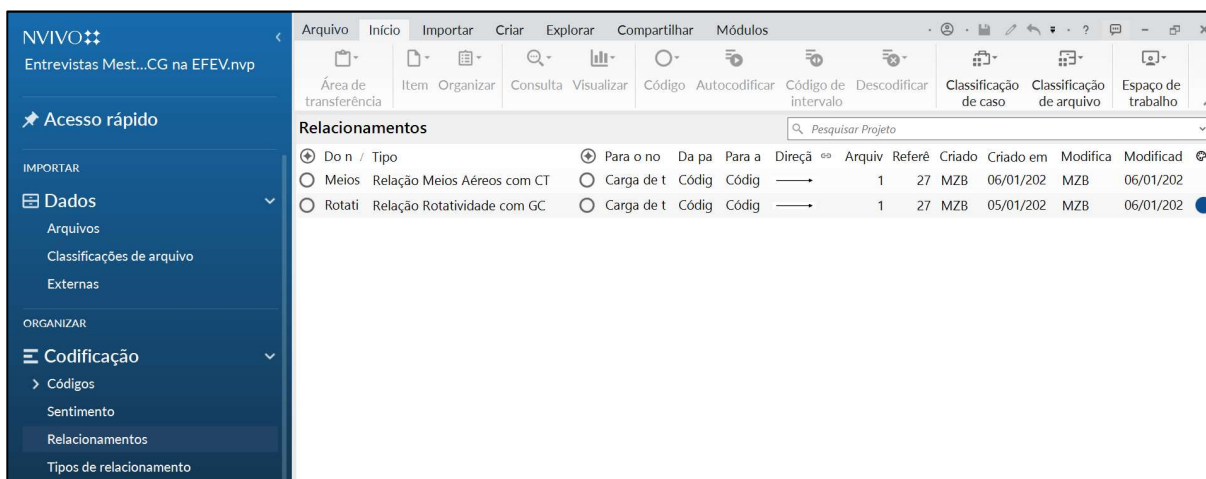 NVIVO
Entrevistas Mest...CG na EFEV.nvp
Acesso rápido
IMPORTAR
Dados
Arquivos
Classificações de arquivo
Externas
ORGANIZAR
Codificação
Códigos
Sentimento
Relacionamentos
Tipos de relacionamento
Arquivo Início Importar Criar Explorar Compartilhar Módulos
Área de transferência Item Organizar Consulta Visualizar Código Autocodificar Código de intervalo Descodificar Classificação de caso Classificação de arquivo Espaço de trabalho
Relacionamentos
Pesquisar Projeto
Do n / Tipo Para o no Da pa Para a Direçã Arquiv Referê Criado Criado em Modifica Modificad
Meios Relação Meios Aéreos com CT Carga de t Códig Códig 1 27 MZB 06/01/202 MZB 06/01/202
Rotati Relação Rotatividade com GC Carga de t Códig Códig 1 27 MZB 05/01/202 MZB 06/01/202